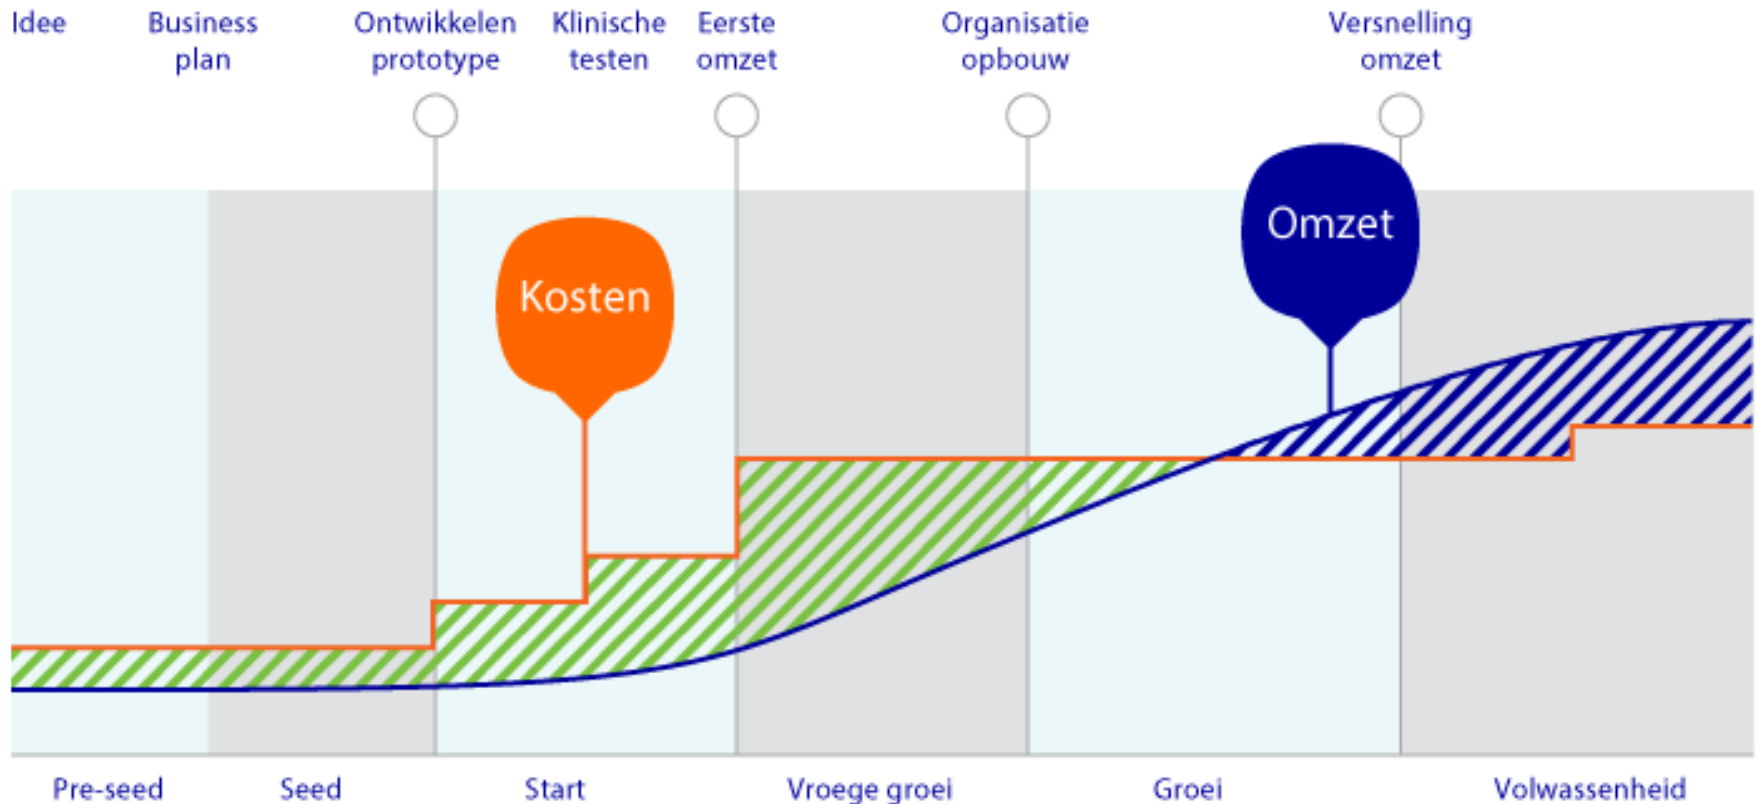 Idee
Business
plan
Ontwikkelen
prototype
Klinische
testen
Eerste
omzet
Organisatie
opbouw
Versnelling
omzet
Omzet
Kosten
Pre-seed
Seed
Start
Vroege groei
Groei
Volwassenheid